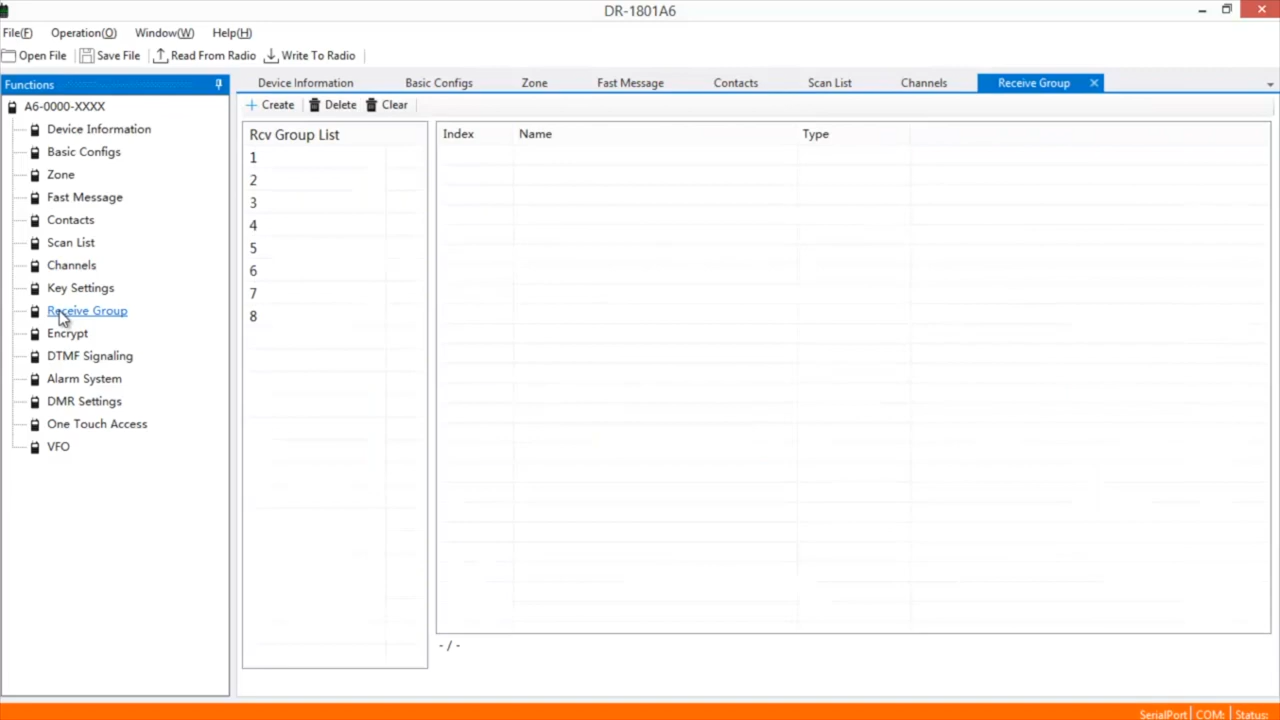 DR-1801A6
File(F) Operation(O) Window(W) Help(H)
Open File Save File Read From Radio Write To Radio
Functions
A6-0000-XXXX
Device Information
Basic Configs
Zone
Fast Message
Contacts
Scan List
Channels
Key Settings
Receive Group
Encrypt
DTMF Signaling
Alarm System
DMR Settings
One Touch Access
VFO
Device Information Basic Configs Zone Fast Message Contacts Scan List Channels Receive Group
Create Delete Clear
Rcv Group List
1
2
3
4
5
6
7
8
Index Name Type
- / -
SerialPort COM: Status: